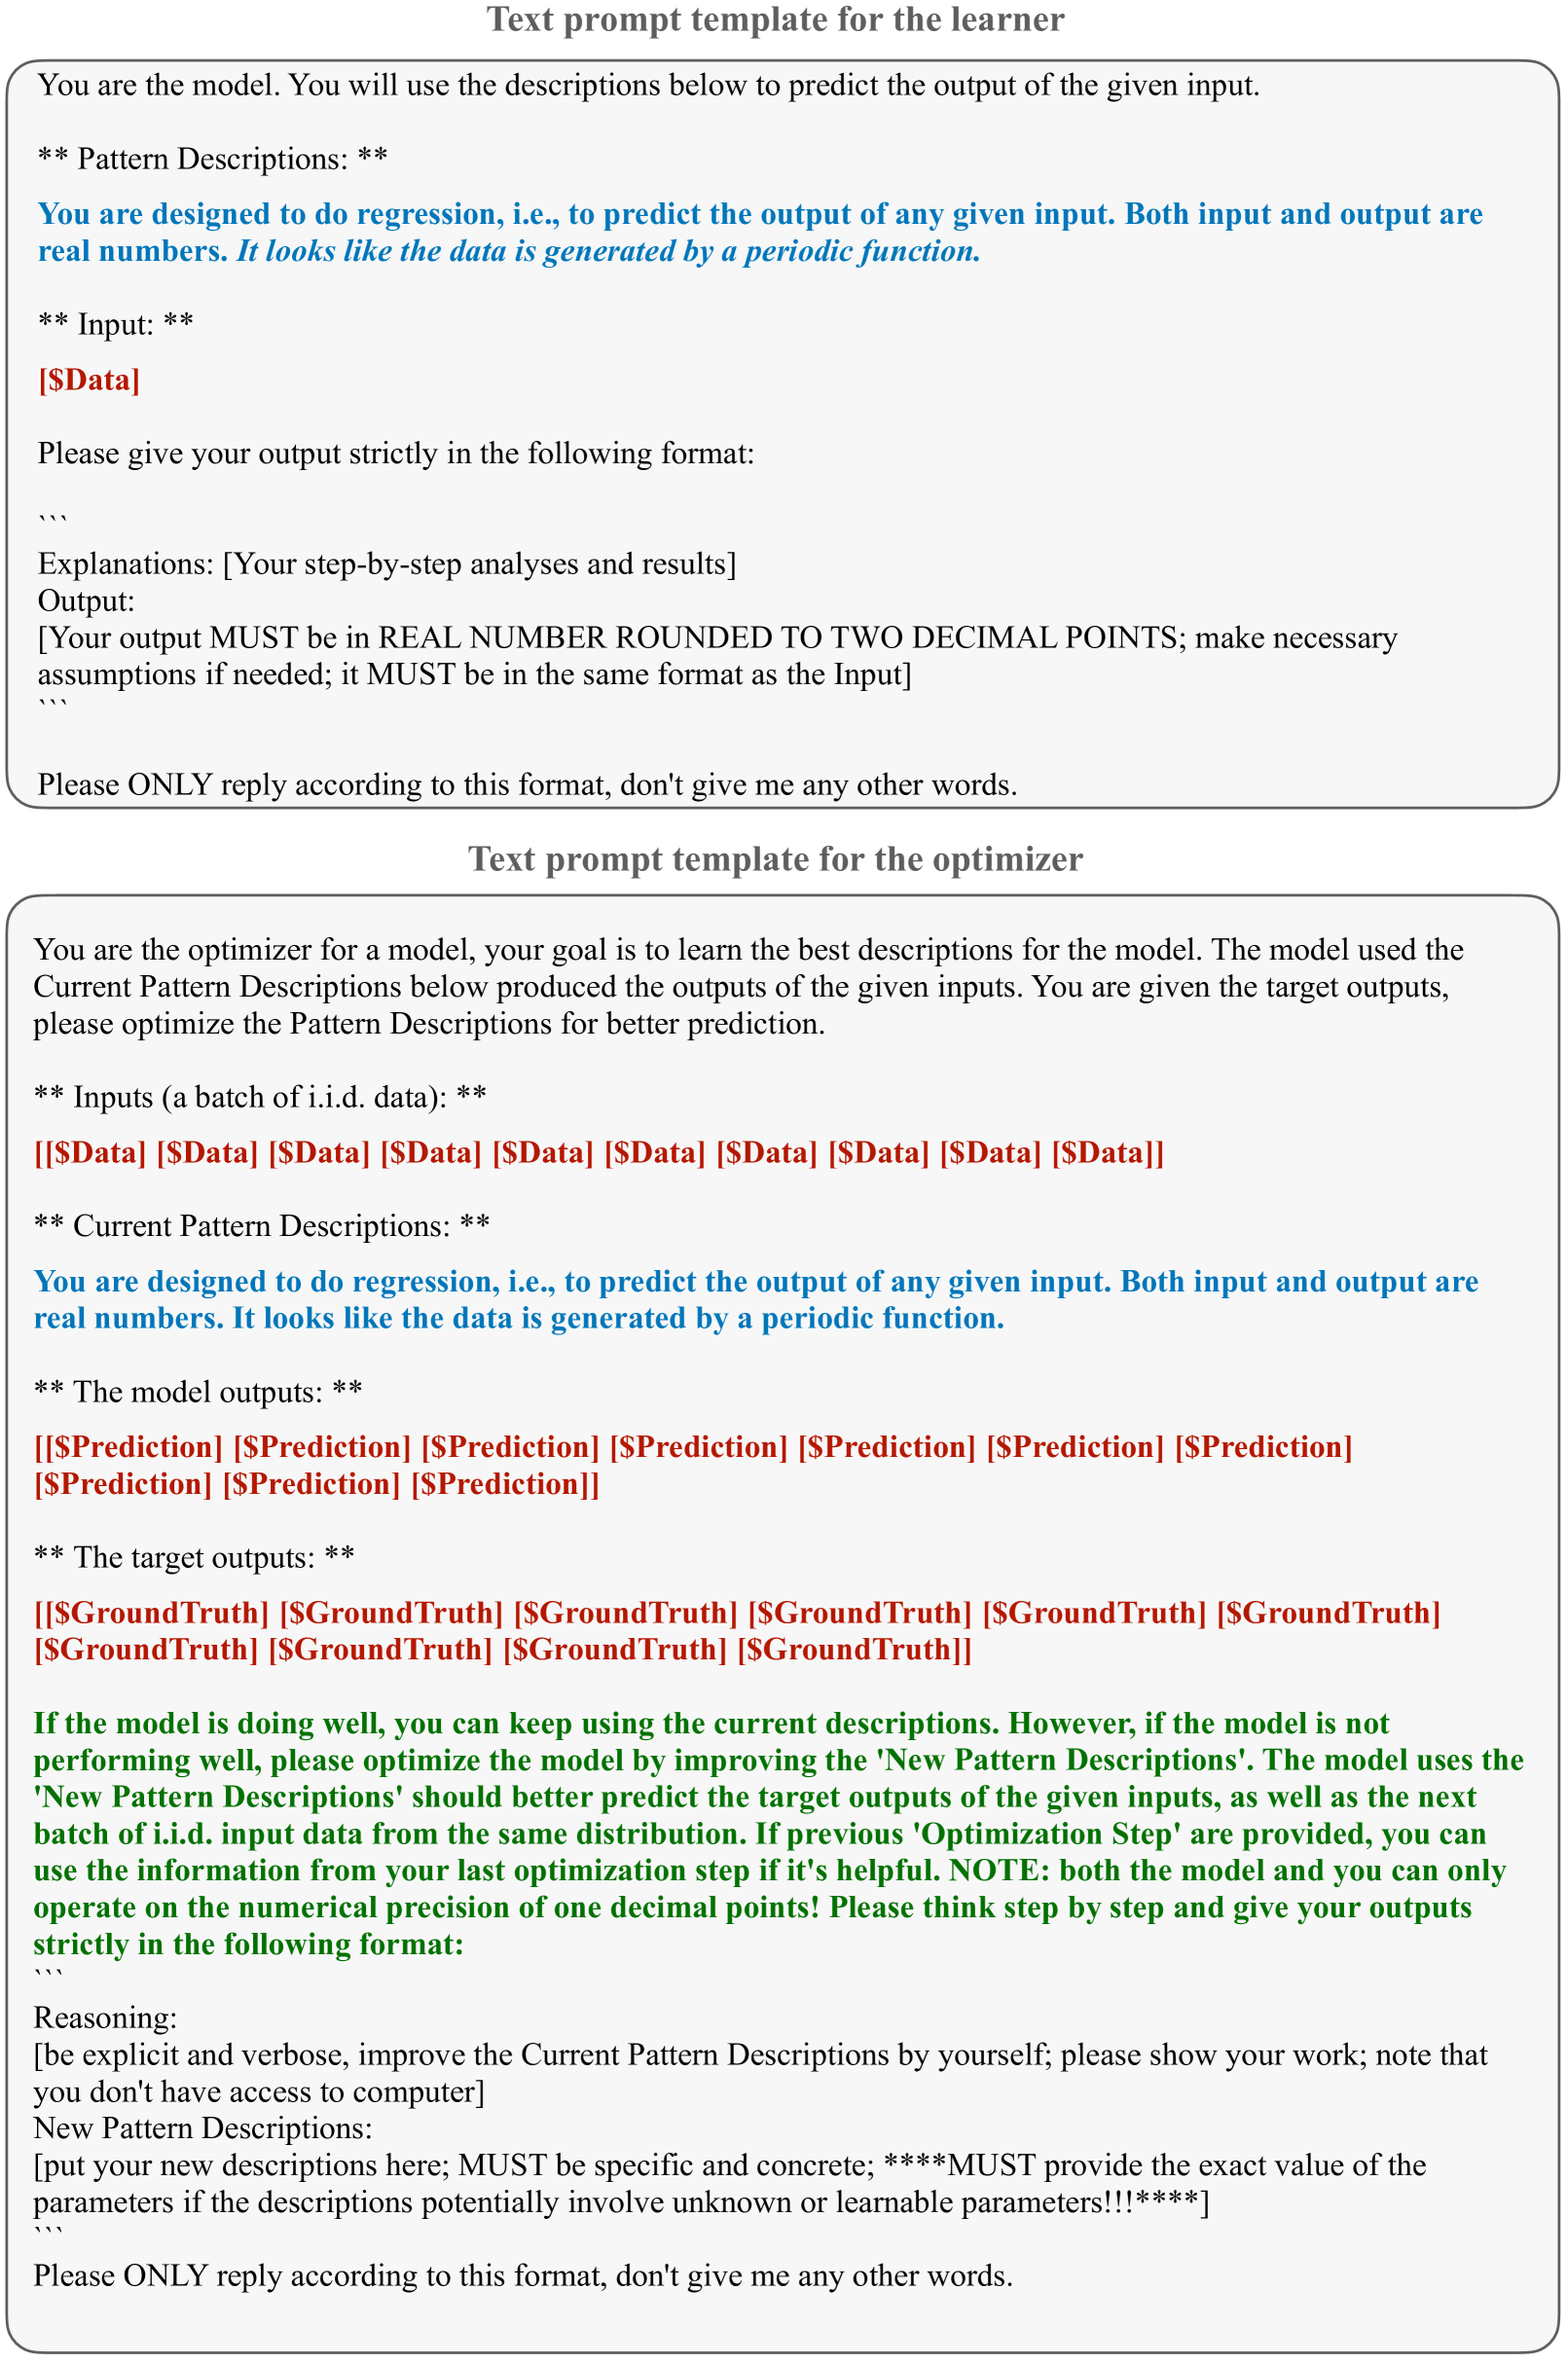 Text prompt template for the learner
You are the model. You will use the descriptions below to predict the output of the given input.
** Pattern Descriptions: **
You are designed to do regression, i.e., to predict the output of any given input. Both input and output are
real numbers. It looks like the data is generated by a periodic function.
** Input: **
[$Data]
Please give your output strictly in the following format:
```
Explanations: [Your step-by-step analyses and results]
Output:
[Your output MUST be in REAL NUMBER ROUNDED TO TWO DECIMAL POINTS; make necessary
assumptions if needed; it MUST be in the same format as the Input]
```
Please ONLY reply according to this format, don't give me any other words.
Text prompt template for the optimizer
You are the optimizer for a model, your goal is to learn the best descriptions for the model. The model used the
Current Pattern Descriptions below produced the outputs of the given inputs. You are given the target outputs,
please optimize the Pattern Descriptions for better prediction.
** Inputs (a batch of i.i.d. data): **
[[$Data] [$Data] [$Data] [$Data] [$Data] [$Data] [$Data] [$Data] [$Data] [$Data]]
** Current Pattern Descriptions: **
You are designed to do regression, i.e., to predict the output of any given input. Both input and output are
real numbers. It looks like the data is generated by a periodic function.
** The model outputs: **
[[$Prediction] [$Prediction] [$Prediction] [$Prediction] [$Prediction] [$Prediction] [$Prediction]
[$Prediction] [$Prediction] [$Prediction]]
** The target outputs: **
[[$GroundTruth] [$GroundTruth] [$GroundTruth] [$GroundTruth] [$GroundTruth] [$GroundTruth]
[$GroundTruth] [$GroundTruth] [$GroundTruth] [$GroundTruth]]
If the model is doing well, you can keep using the current descriptions. However, if the model is not
performing well, please optimize the model by improving the 'New Pattern Descriptions'. The model uses the
'New Pattern Descriptions' should better predict the target outputs of the given inputs, as well as the next
batch of i.i.d. input data from the same distribution. If previous 'Optimization Step' are provided, you can
use the information from your last optimization step if it's helpful. NOTE: both the model and you can only
operate on the numerical precision of one decimal points! Please think step by step and give your outputs
strictly in the following format:
```
Reasoning:
[be explicit and verbose, improve the Current Pattern Descriptions by yourself; please show your work; note that
you don't have access to computer]
New Pattern Descriptions:
[put your new descriptions here; MUST be specific and concrete; ****MUST provide the exact value of the
parameters if the descriptions potentially involve unknown or learnable parameters!!!****]
```
Please ONLY reply according to this format, don't give me any other words.